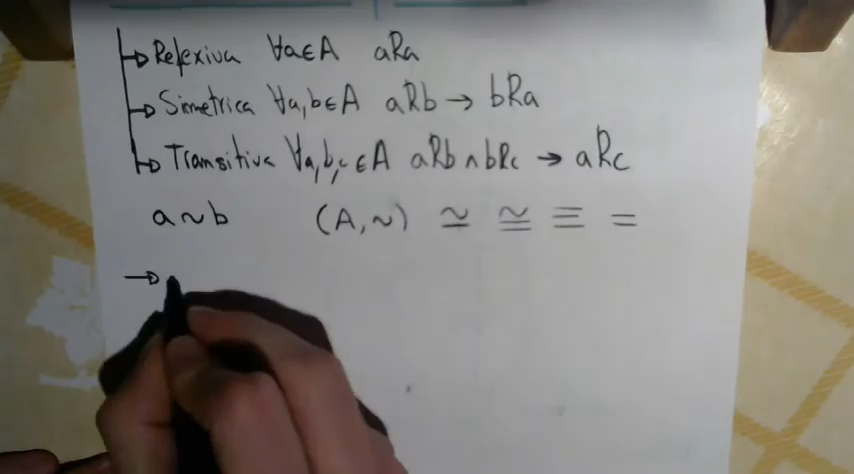 Reflexiva ∀a∈A aRa
Simetrica ∀a,b∈A aRb → bRa
Transitiva ∀a,b,c∈A aRb∧bRc → aRc
a~b (A,~) ≃ ≅ ≡ =
→